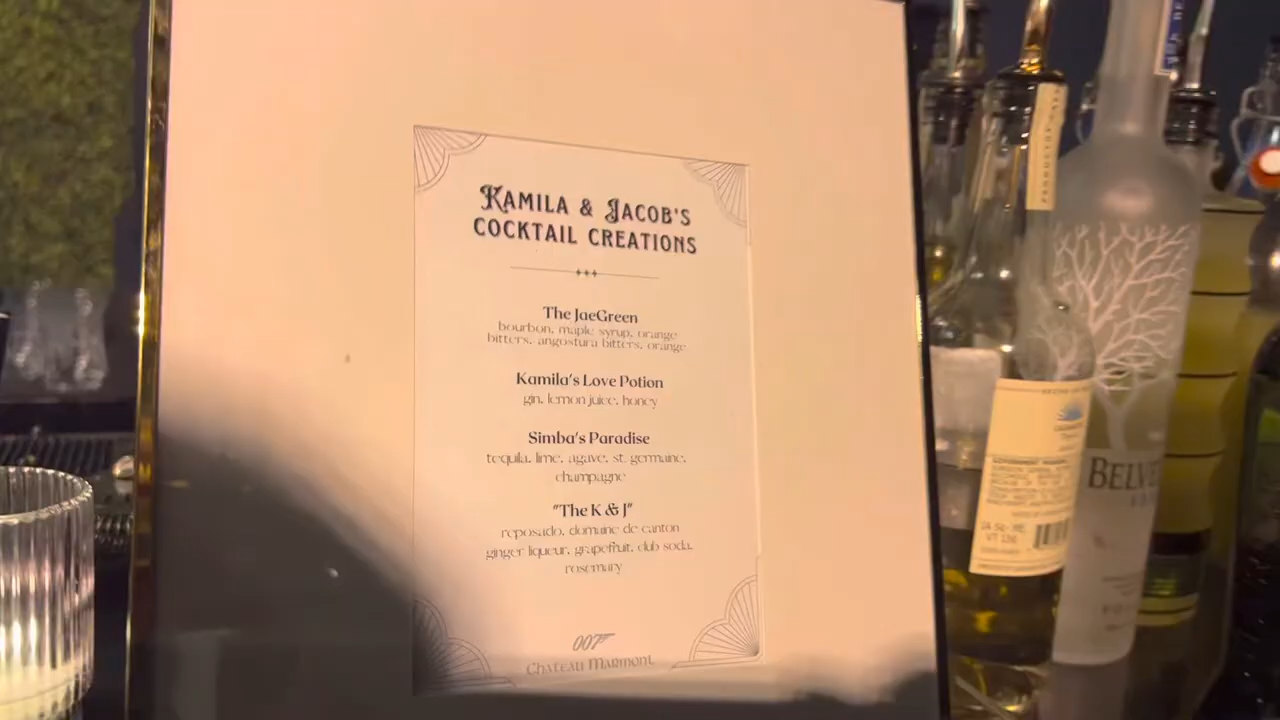 KAMILA & JACOB'S
COCKTAIL CREATIONS
The JaeGreen
bourbon, maple syrup, orange
bitters, angostura bitters, orange
Kamila's Love Potion
gin, lemon juice, honey
Simba's Paradise
tequila, lime, agave, st. germaine,
champagne
"The K & J"
reposado, domaine de canton
ginger liqueur, grapefruit, club soda,
rosemary
007
CHATEAU MARMONT
BELVE